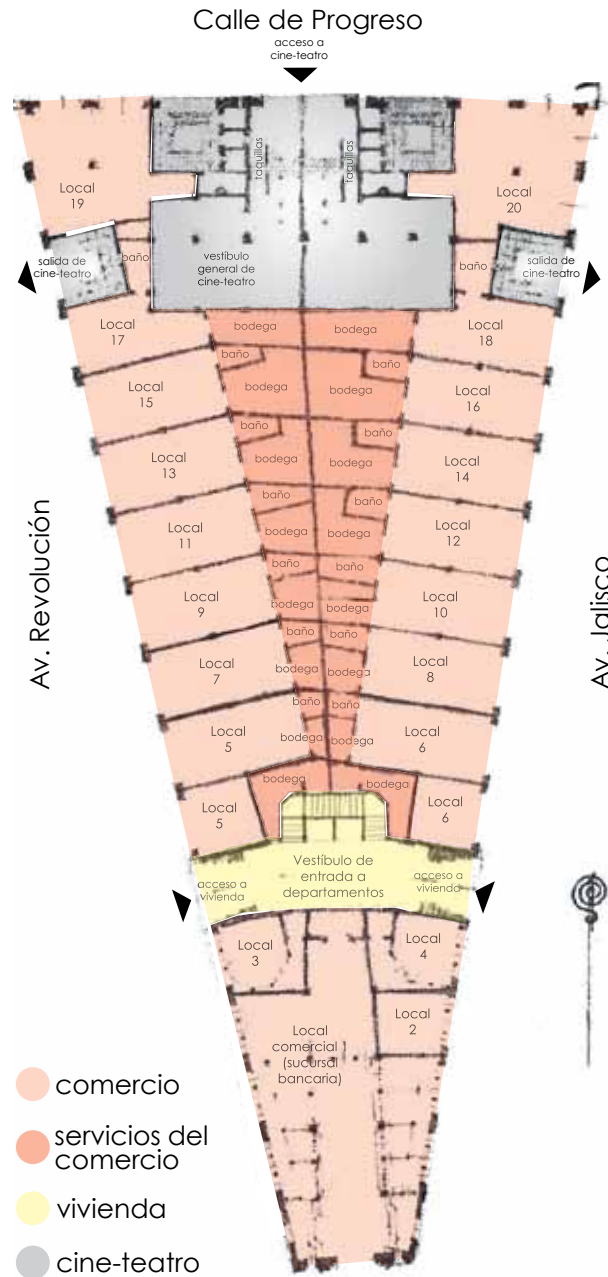 Calle de Progreso
acceso a
cine-teatro
taquillas
taquillas
Local
19
Local
20
salida de
cine-teatro
baño
vestíbulo
general de
cine-teatro
baño
salida de
cine-teatro
Local
17
bodega
bodega
Local
18
baño
baño
Local
15
bodega
bodega
Local
16
baño
baño
Local
13
bodega
bodega
Local
14
baño
baño
Local
11
bodega
bodega
Local
12
baño
baño
Local
9
bodega
bodega
Local
10
baño
baño
Local
7
bodega
bodega
Local
8
baño
baño
Local
5
bodega
bodega
Local
6
bodega
bodega
Local
5
Local
6
Av. Revolución
Av. Jalisco
acceso a
vivienda
Vestíbulo de
entrada a
departamentos
acceso a
vivienda
Local
3
Local
4
Local
2
Local
comercial 1
(sucursal
bancaria)
comercio
servicios del
comercio
vivienda
cine-teatro